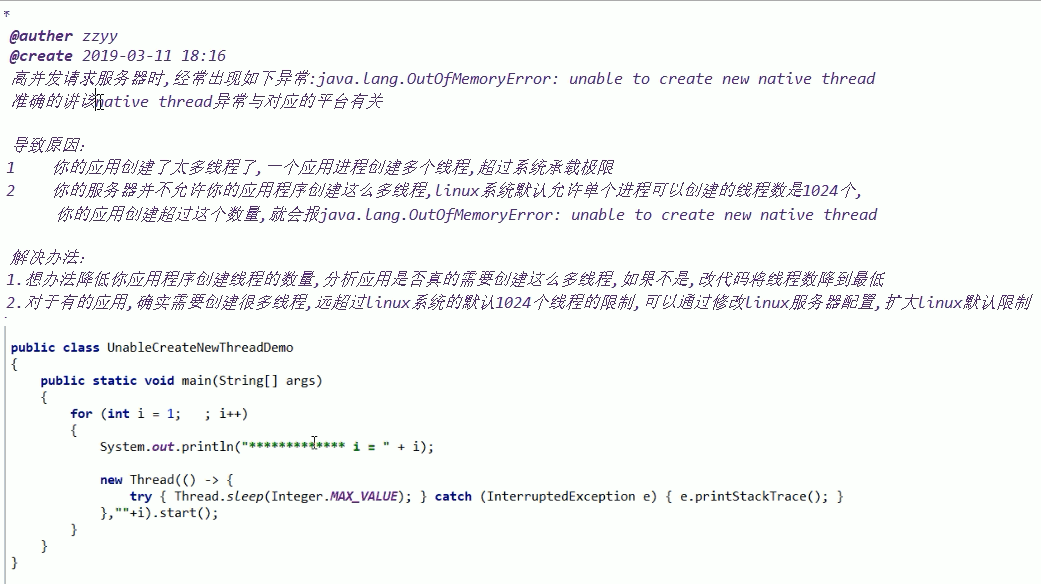 *
@auther zzyy
@create 2019-03-11 18:16
高并发请求服务器时,经常出现如下异常:java.lang.OutOfMemoryError: unable to create new native thread
准确的讲该native thread异常与对应的平台有关
导致原因:
1 你的应用创建了太多线程了,一个应用进程创建多个线程,超过系统承载极限
2 你的服务器并不允许你的应用程序创建这么多线程,linux系统默认允许单个进程可以创建的线程数是1024个,
你的应用创建超过这个数量,就会报java.lang.OutOfMemoryError: unable to create new native thread
解决办法:
1.想办法降低你应用程序创建线程的数量,分析应用是否真的需要创建这么多线程,如果不是,改代码将线程数降到最低
2.对于有的应用,确实需要创建很多线程,远超过linux系统的默认1024个线程的限制,可以通过修改linux服务器配置,扩大linux默认限制
public class UnableCreateNewThreadDemo
{
public static void main(String[] args)
{
for (int i = 1; ; i++)
{
System.out.println("************* i = " + i);
new Thread(() -> {
try { Thread.sleep(Integer.MAX_VALUE); } catch (InterruptedException e) { e.printStackTrace(); }
},""+i).start();
}
}
}